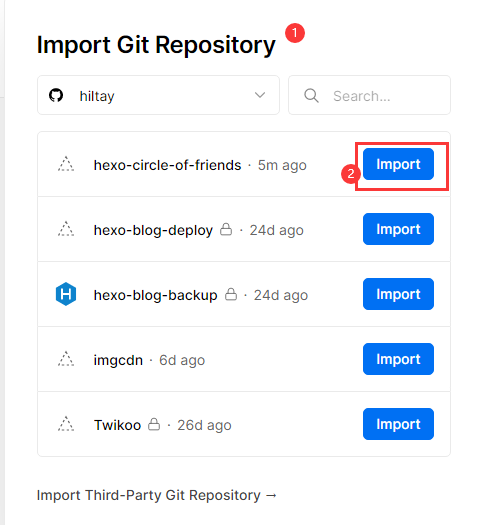 Import Git Repository 1
hiltay Search...
hexo-circle-of-friends · 5m ago 2 Import
hexo-blog-deploy · 24d ago Import
H hexo-blog-backup · 24d ago Import
imgcdn · 6d ago Import
Twikoo · 26d ago Import
Import Third-Party Git Repository →